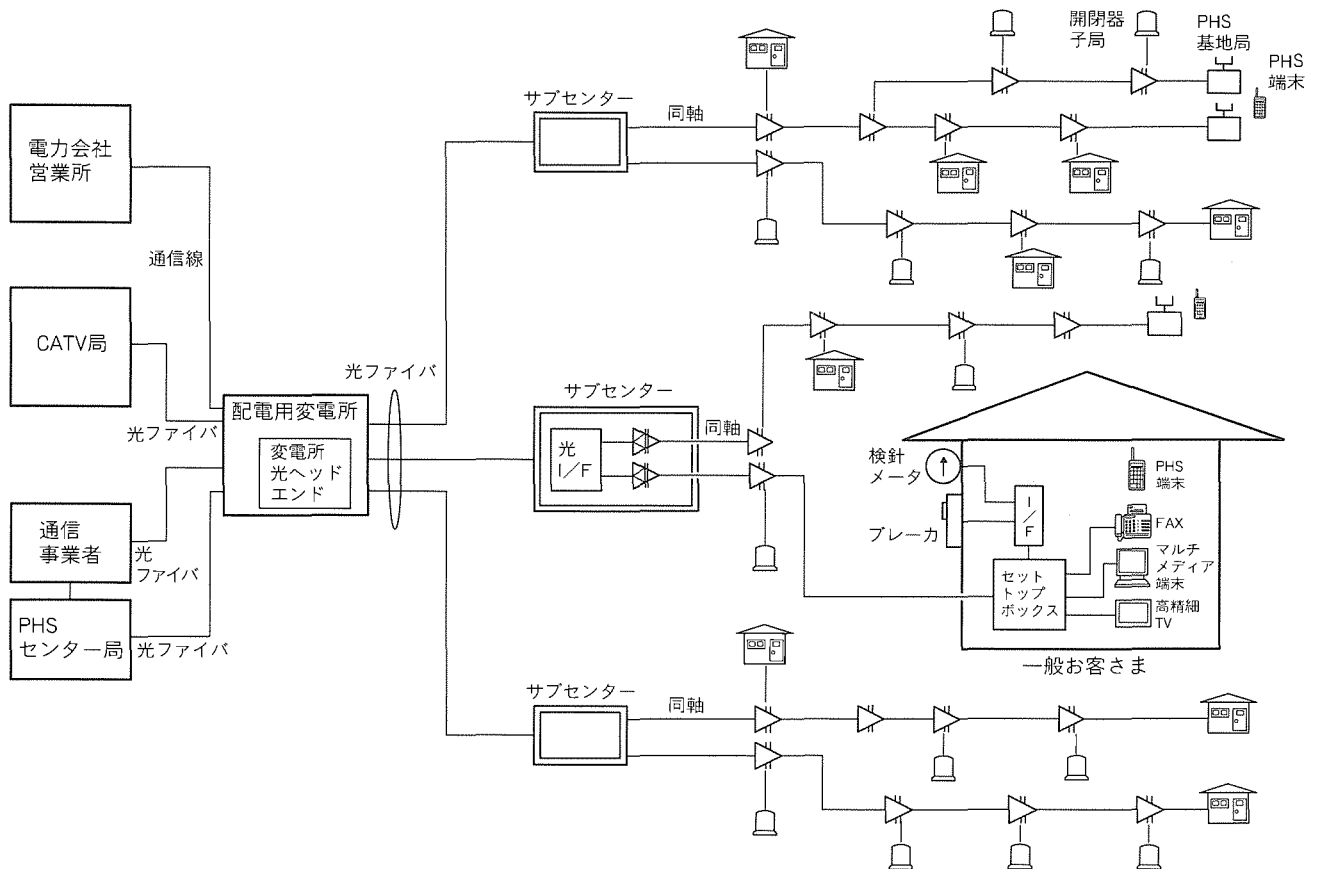 開閉器
子局
PHS
基地局
PHS
端末
サブセンター
同軸
電力会社
営業所
通信線
CATV局
光ファイバ
光ファイバ
配電用変電所
変電所
光ヘッド
エンド
サブセンター
光
I/F
同軸
検針
メータ
ブレーカ
I/F
PHS
端末
FAX
マルチ
メディア
端末
高精細
TV
セット
トップ
ボックス
一般お客さま
通信
事業者
光
ファイバ
PHS
センター局
光ファイバ
サブセンター
同軸